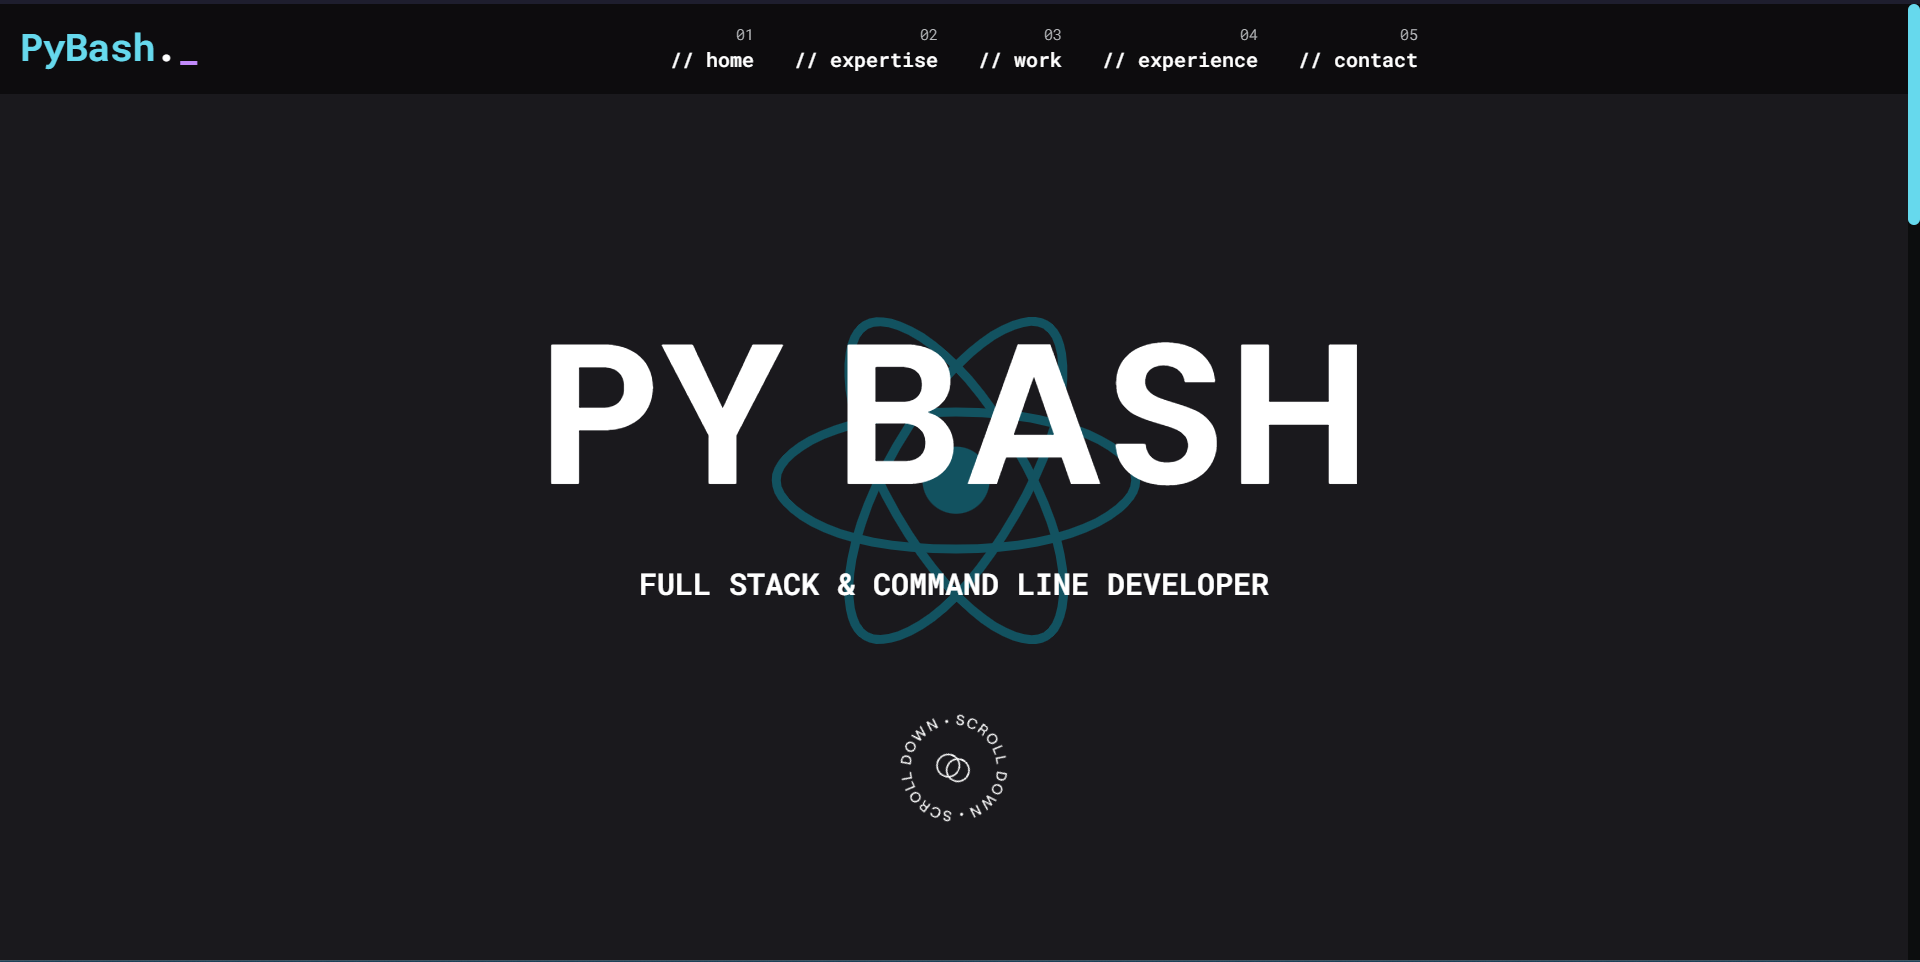 PyBash._
01 02 03 04 05
// home // expertise // work // experience // contact
PY BASH
FULL STACK & COMMAND LINE DEVELOPER
SCROLL DOWN • SCROLL DOWN •